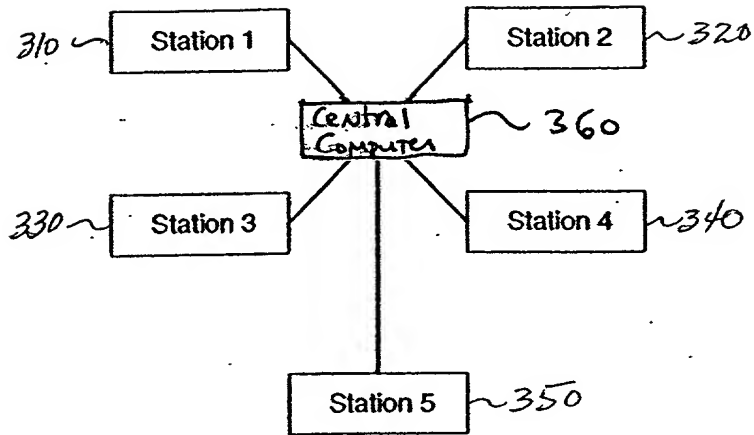 310 Station 1
Station 2 320
Central
Computer 360
330 Station 3
Station 4 340
Station 5 350